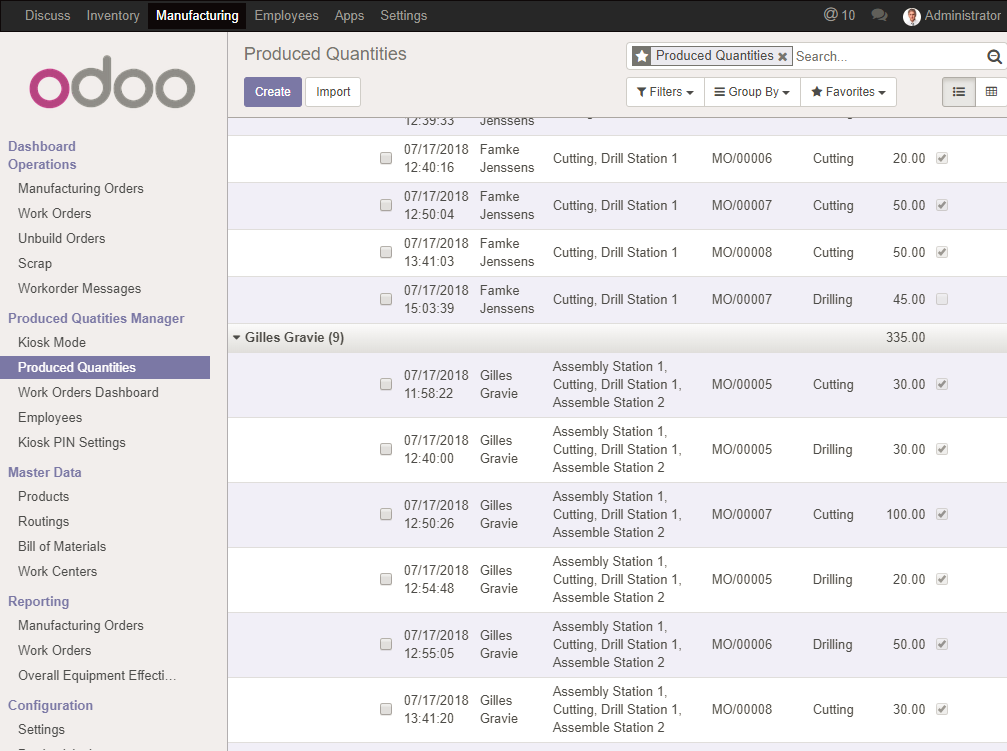 Discuss Inventory Manufacturing Employees Apps Settings @ 10 Administrator
odoo
Produced Quantities
Produced Quantities × Search...
Create Import
Filters Group By Favorites
Dashboard
Operations
Manufacturing Orders
Work Orders
Unbuild Orders
Scrap
Workorder Messages
Produced Quatities Manager
Kiosk Mode
Produced Quantities
Work Orders Dashboard
Employees
Kiosk PIN Settings
Master Data
Products
Routings
Bill of Materials
Work Centers
Reporting
Manufacturing Orders
Work Orders
Overall Equipment Effecti...
Configuration
Settings
12:39:33 Jenssens
07/17/2018 Famke
12:40:16 Jenssens
Cutting, Drill Station 1 MO/00006 Cutting 20.00
07/17/2018 Famke
12:50:04 Jenssens
Cutting, Drill Station 1 MO/00007 Cutting 50.00
07/17/2018 Famke
13:41:03 Jenssens
Cutting, Drill Station 1 MO/00008 Cutting 50.00
07/17/2018 Famke
15:03:39 Jenssens
Cutting, Drill Station 1 MO/00007 Drilling 45.00
Gilles Gravie (9) 335.00
07/17/2018 Gilles
11:58:22 Gravie
Assembly Station 1,
Cutting, Drill Station 1, MO/00005 Cutting 30.00
Assemble Station 2
07/17/2018 Gilles
12:40:00 Gravie
Assembly Station 1,
Cutting, Drill Station 1, MO/00005 Drilling 30.00
Assemble Station 2
07/17/2018 Gilles
12:50:26 Gravie
Assembly Station 1,
Cutting, Drill Station 1, MO/00007 Cutting 100.00
Assemble Station 2
07/17/2018 Gilles
12:54:48 Gravie
Assembly Station 1,
Cutting, Drill Station 1, MO/00005 Drilling 20.00
Assemble Station 2
07/17/2018 Gilles
12:55:05 Gravie
Assembly Station 1,
Cutting, Drill Station 1, MO/00006 Drilling 50.00
Assemble Station 2
07/17/2018 Gilles
13:41:20 Gravie
Assembly Station 1,
Cutting, Drill Station 1, MO/00008 Cutting 30.00
Assemble Station 2